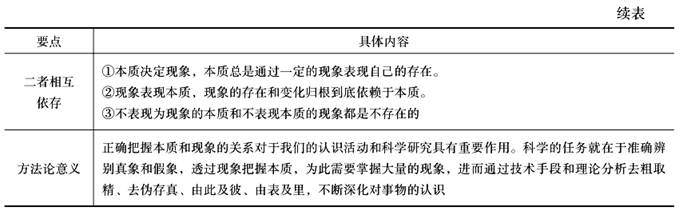 续表
要点
具体内容
二者相互
依存
①本质决定现象，本质总是通过一定的现象表现自己的存在。
②现象表现本质，现象的存在和变化归根到底依赖于本质。
③不表现为现象的本质和不表现本质的现象都是不存在的
方法论意义
正确把握本质和现象的关系对于我们的认识活动和科学研究具有重要作用。科学的任务就在于准确辨
别真象和假象，透过现象把握本质，为此需要掌握大量的现象，进而通过技术手段和理论分析去粗取
精、去伪存真、由此及彼、由表及里，不断深化对事物的认识